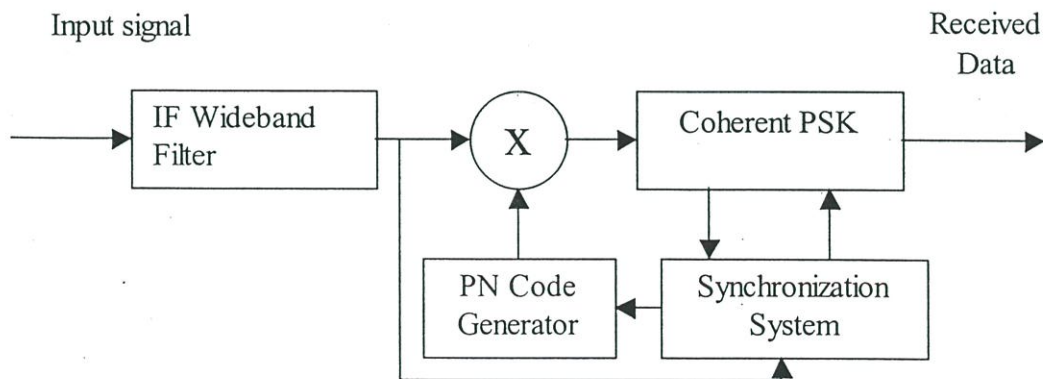 Input signal
Received
Data
IF Wideband
Filter
X
Coherent PSK
PN Code
Generator
Synchronization
System